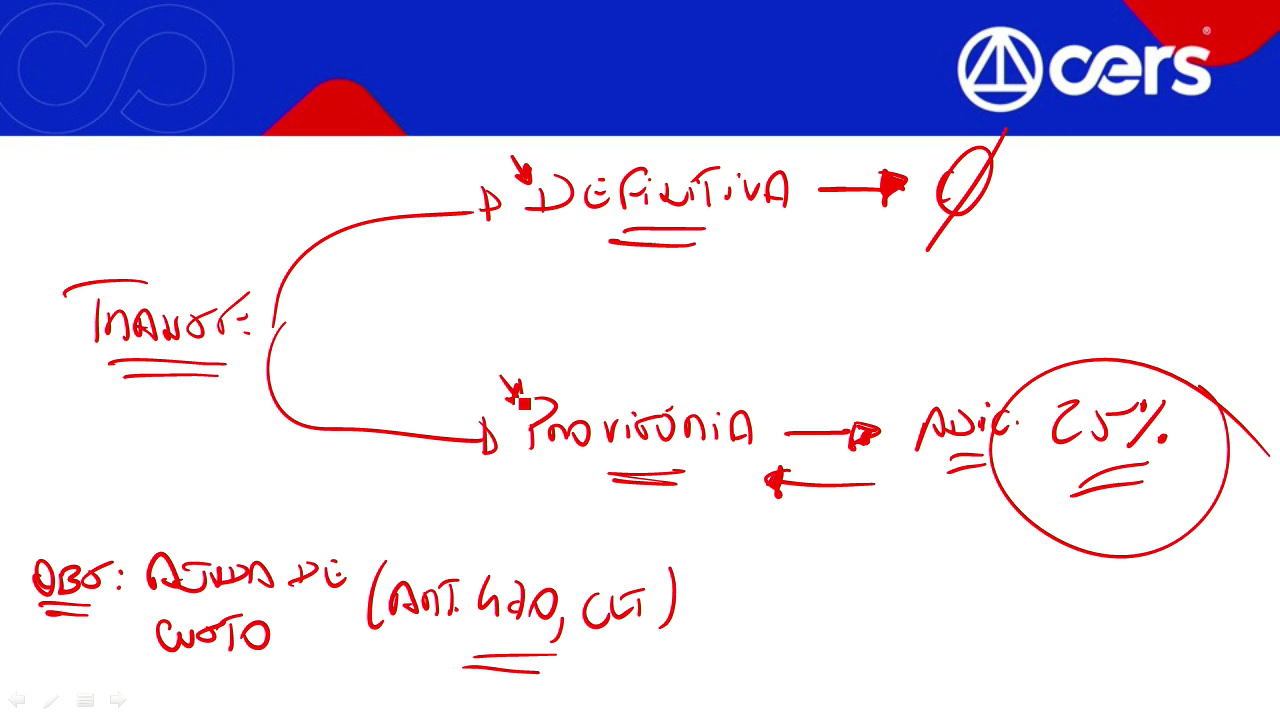 cers
DEFINITIVA → Ø
TRANSF:
PROVISÓRIA → ADIC. 25%
OBS: AJUDA DE
CUSTO (ART. 470, CLT)